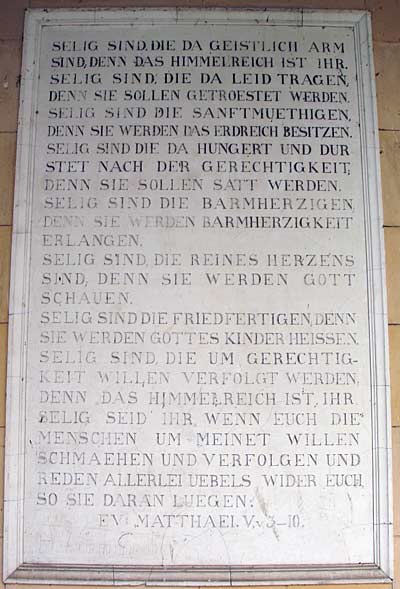 SELIG SIND, DIE DA GEISTLICH ARM
SIND, DENN DAS HIMMELREICH IST IHR.
SELIG SIND, DIE DA LEID TRAGEN,
DENN SIE SOLLEN GETROESTET WERDEN.
SELIG SIND DIE SANFTMUETHIGEN,
DENN SIE WERDEN DAS ERDREICH BESITZEN.
SELIG SIND DIE DA HUNGERT UND DUR
STET NACH DER GERECHTIGKEIT,
DENN SIE SOLLEN SATT WERDEN.
SELIG SIND DIE BARMHERZIGEN,
DENN SIE WERDEN BARMHERZIGKEIT
ERLANGEN.
SELIG SIND, DIE REINES HERZENS
SIND, DENN SIE WERDEN GOTT
SCHAUEN.
SELIG SIND DIE FRIEDFERTIGEN, DENN
SIE WERDEN GOTTES KINDER HEISSEN.
SELIG SIND, DIE UM GERECHTIG-
KEIT WILLEN VERFOLGT WERDEN,
DENN DAS HIMMELREICH IST IHR.
SELIG SEID IHR, WENN EUCH DIE
MENSCHEN UM MEINET WILLEN
SCHMAEHEN UND VERFOLGEN UND
REDEN ALLERLEI UEBELS WIDER EUCH,
SO SIE DARAN LUEGEN:
MATTHAEI. V. v 3-10.